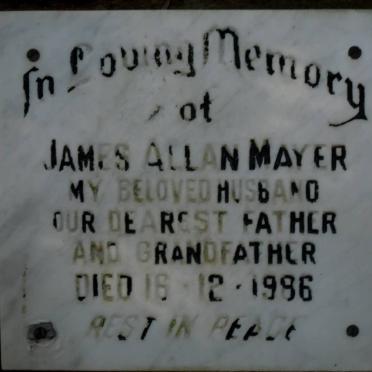 In Loving Memory
of
JAMES ALLAN MAYER
MY BELOVED HUSBAND
OUR DEAREST FATHER
AND GRANDFATHER
DIED 16 - 12 - 1986
REST IN PEACE